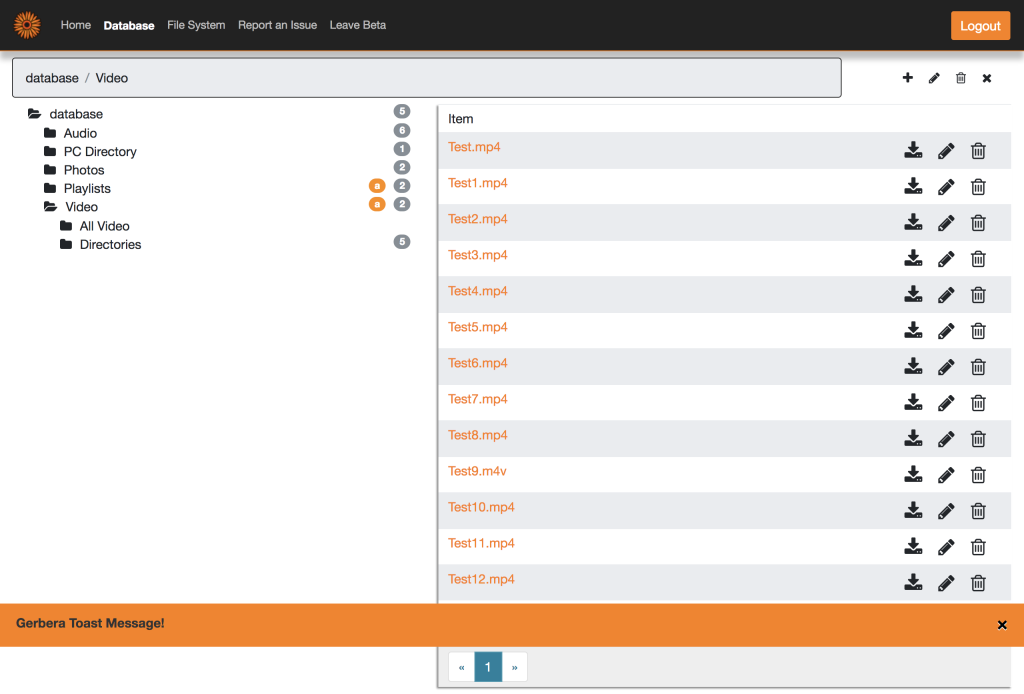 Home Database File System Report an Issue Leave Beta Logout
database / Video
database 5
Audio 6
PC Directory 1
Photos 2
Playlists a 2
Video a 2
All Video
Directories 5
Item
Test.mp4
Test1.mp4
Test2.mp4
Test3.mp4
Test4.mp4
Test5.mp4
Test6.mp4
Test7.mp4
Test8.mp4
Test9.m4v
Test10.mp4
Test11.mp4
Test12.mp4
Gerbera Toast Message!
« 1 »